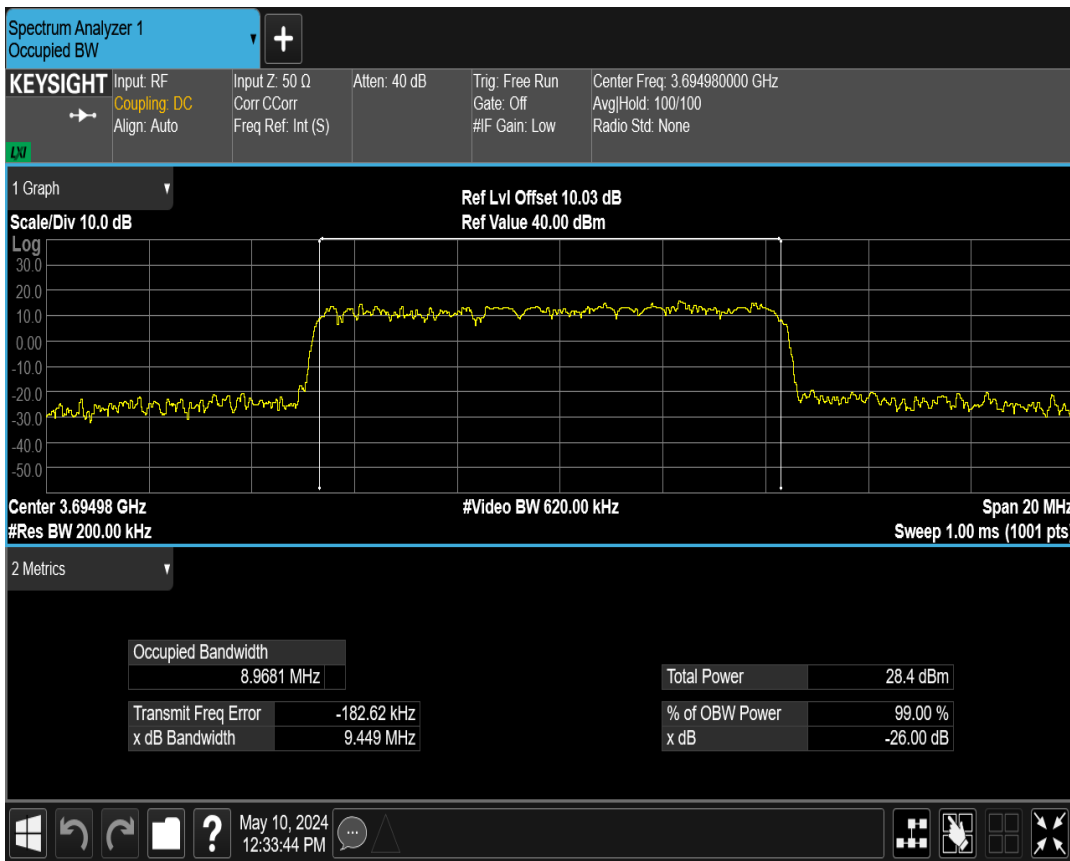 Spectrum Analyzer 1
Occupied BW
KEYSIGHT
Input: RF
Coupling: DC
Align: Auto
Input Z: 50 Ω
Corr CCorr
Freq Ref: Int (S)
Atten: 40 dB
Trig: Free Run
Gate: Off
#IF Gain: Low
Center Freq: 3.694980000 GHz
Avg|Hold: 100/100
Radio Std: None
LXI
1 Graph
Ref Lvl Offset 10.03 dB
Scale/Div 10.0 dB
Ref Value 40.00 dBm
Log
30.0
20.0
10.0
0.00
-10.0
-20.0
-30.0
-40.0
-50.0
Center 3.69498 GHz
#Video BW 620.00 kHz
Span 20 MHz
#Res BW 200.00 kHz
Sweep 1.00 ms (1001 pts)
2 Metrics
Occupied Bandwidth
8.9681 MHz
Total Power 28.4 dBm
Transmit Freq Error -182.62 kHz
% of OBW Power 99.00 %
x dB Bandwidth 9.449 MHz
x dB -26.00 dB
?
May 10, 2024
12:33:44 PM